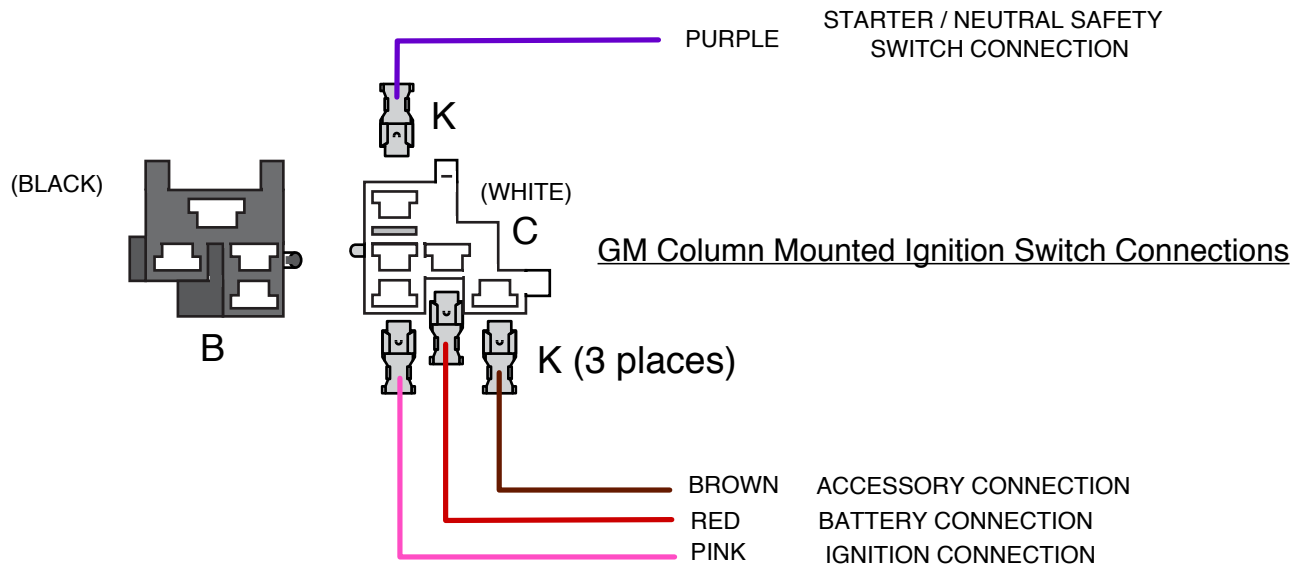 STARTER / NEUTRAL SAFETY
SWITCH CONNECTION
PURPLE
K
(BLACK)
(WHITE)
C
GM Column Mounted Ignition Switch Connections
B
K (3 places)
BROWN ACCESSORY CONNECTION
RED BATTERY CONNECTION
PINK IGNITION CONNECTION